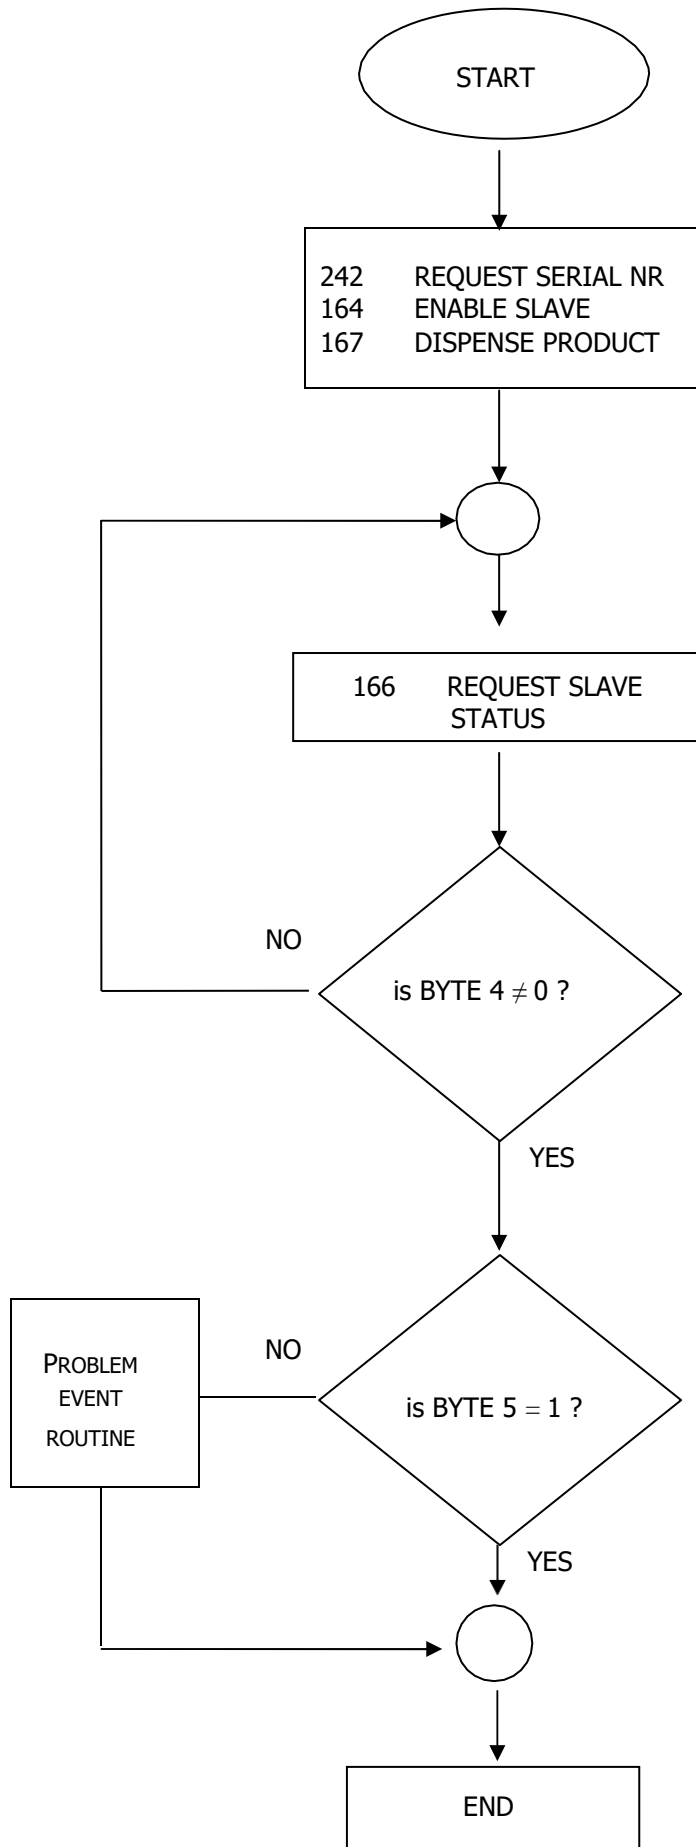 START
242 REQUEST SERIAL NR
164 ENABLE SLAVE
167 DISPENSE PRODUCT
166 REQUEST SLAVE
STATUS
NO
is BYTE 4 ≠ 0 ?
YES
PROBLEM
EVENT
ROUTINE
NO
is BYTE 5 = 1 ?
YES
END